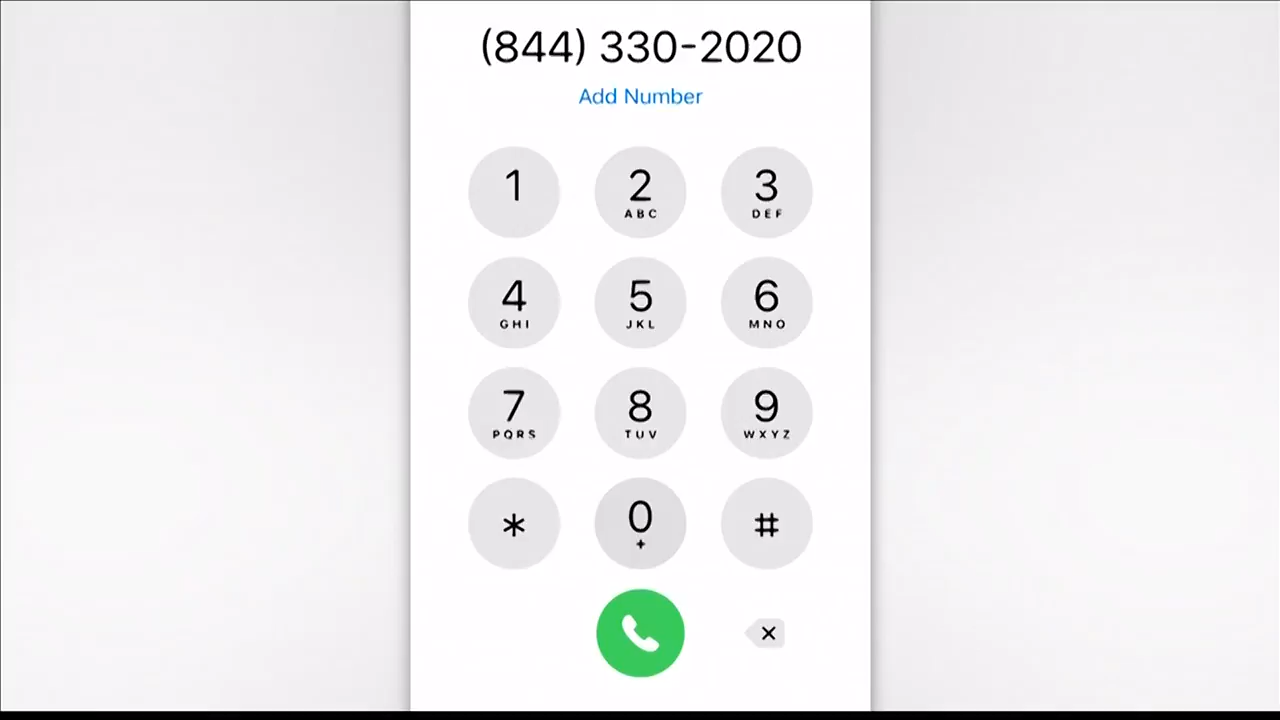 (844) 330-2020
Add Number
1 2 3
ABC DEF
4 5 6
GHI JKL MNO
7 8 9
PQRS TUV WXYZ
* 0 #
+